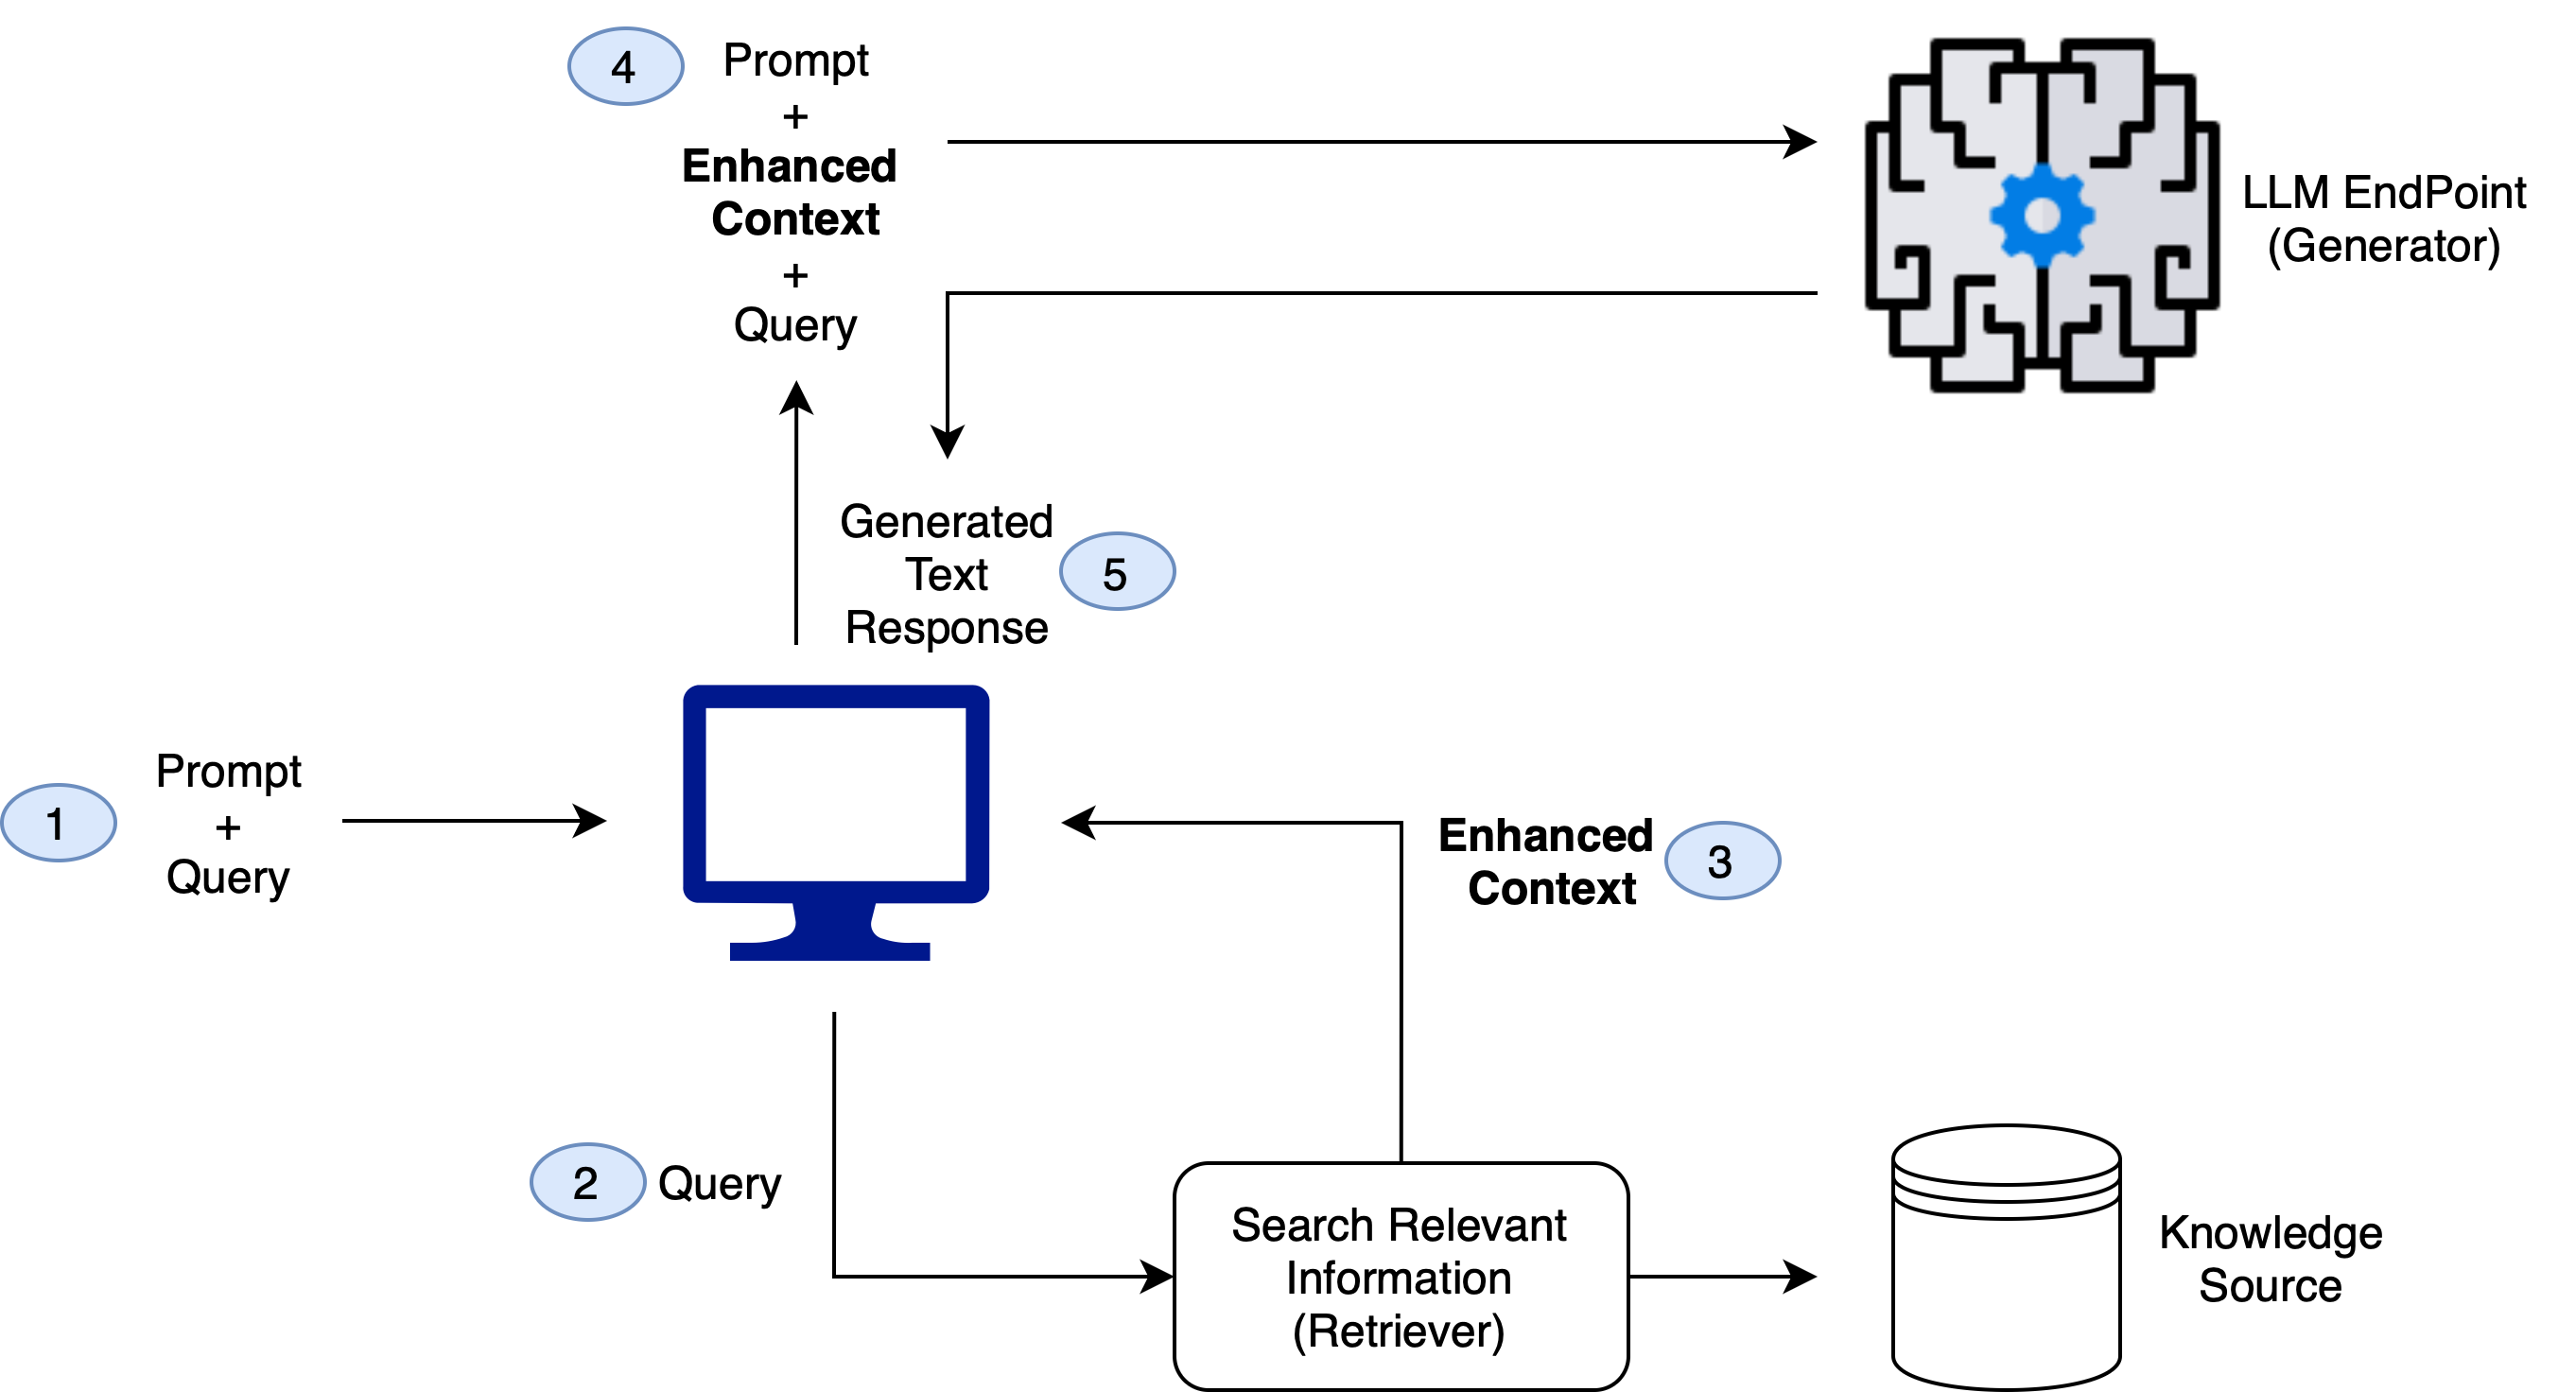 4
Prompt
+
Enhanced
Context
+
Query
LLM EndPoint
(Generator)
Generated
Text
Response
5
1
Prompt
+
Query
Enhanced
Context
3
2
Query
Search Relevant
Information
(Retriever)
Knowledge
Source